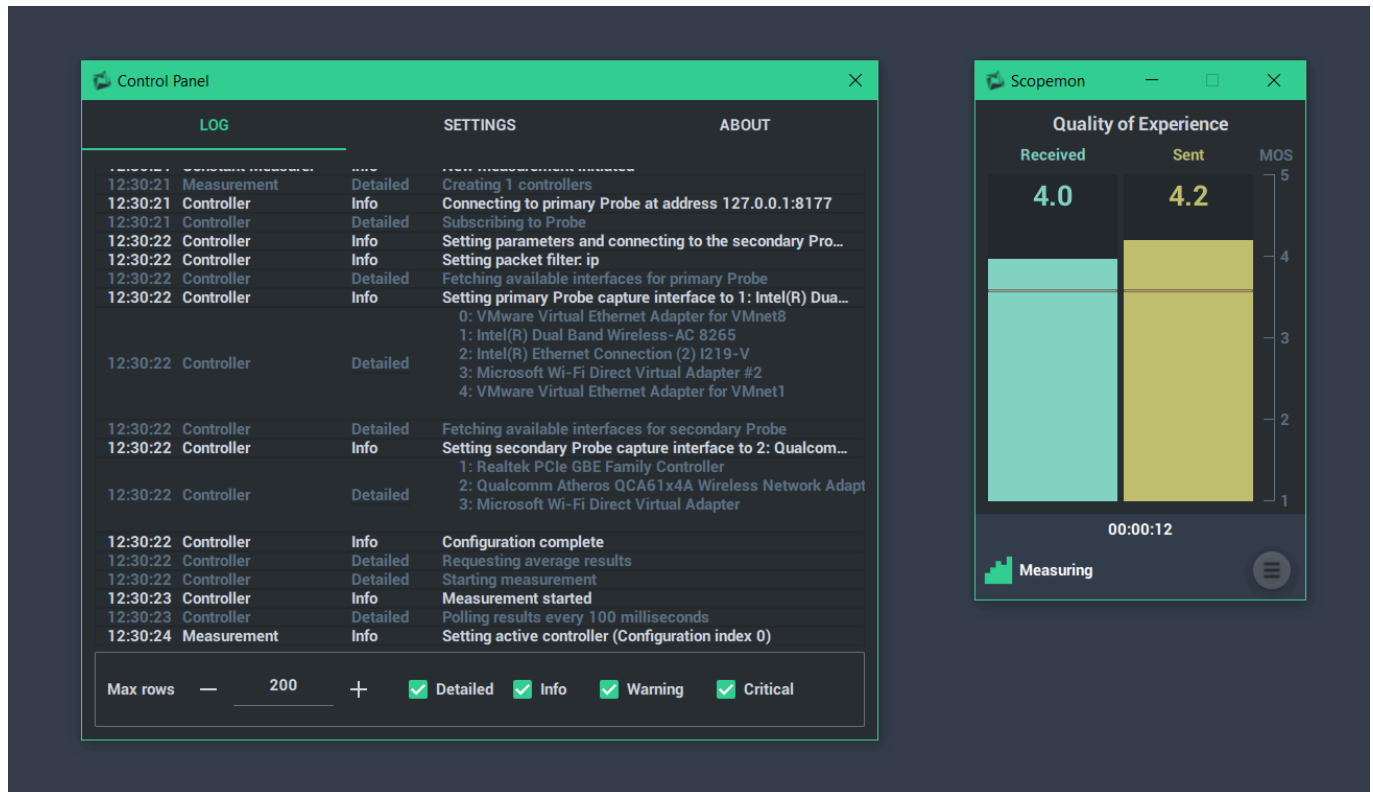 Control Panel
LOG SETTINGS ABOUT
12:30:21 Constant Measurer Info New measurement initiated
12:30:21 Measurement Detailed Creating 1 controllers
12:30:21 Controller Info Connecting to primary Probe at address 127.0.0.1:8177
12:30:21 Controller Detailed Subscribing to Probe
12:30:22 Controller Info Setting parameters and connecting to the secondary Pro...
12:30:22 Controller Info Setting packet filter: ip
12:30:22 Controller Detailed Fetching available interfaces for primary Probe
12:30:22 Controller Info Setting primary Probe capture interface to 1: Intel(R) Dua...
0: VMware Virtual Ethernet Adapter for VMnet8
1: Intel(R) Dual Band Wireless-AC 8265
2: Intel(R) Ethernet Connection (2) I219-V
12:30:22 Controller Detailed
3: Microsoft Wi-Fi Direct Virtual Adapter #2
4: VMware Virtual Ethernet Adapter for VMnet1
12:30:22 Controller Detailed Fetching available interfaces for secondary Probe
12:30:22 Controller Info Setting secondary Probe capture interface to 2: Qualcom...
1: Realtek PCIe GBE Family Controller
2: Qualcomm Atheros QCA61x4A Wireless Network Adapt
12:30:22 Controller Detailed
3: Microsoft Wi-Fi Direct Virtual Adapter
12:30:22 Controller Info Configuration complete
12:30:22 Controller Detailed Requesting average results
12:30:22 Controller Detailed Starting measurement
12:30:23 Controller Info Measurement started
12:30:23 Controller Detailed Polling results every 100 milliseconds
12:30:24 Measurement Info Setting active controller (Configuration index 0)
Max rows — 200 + Detailed Info Warning Critical
Scopemon
Quality of Experience
Received Sent MOS
4.0 4.2
5
4
3
2
1
00:00:12
Measuring